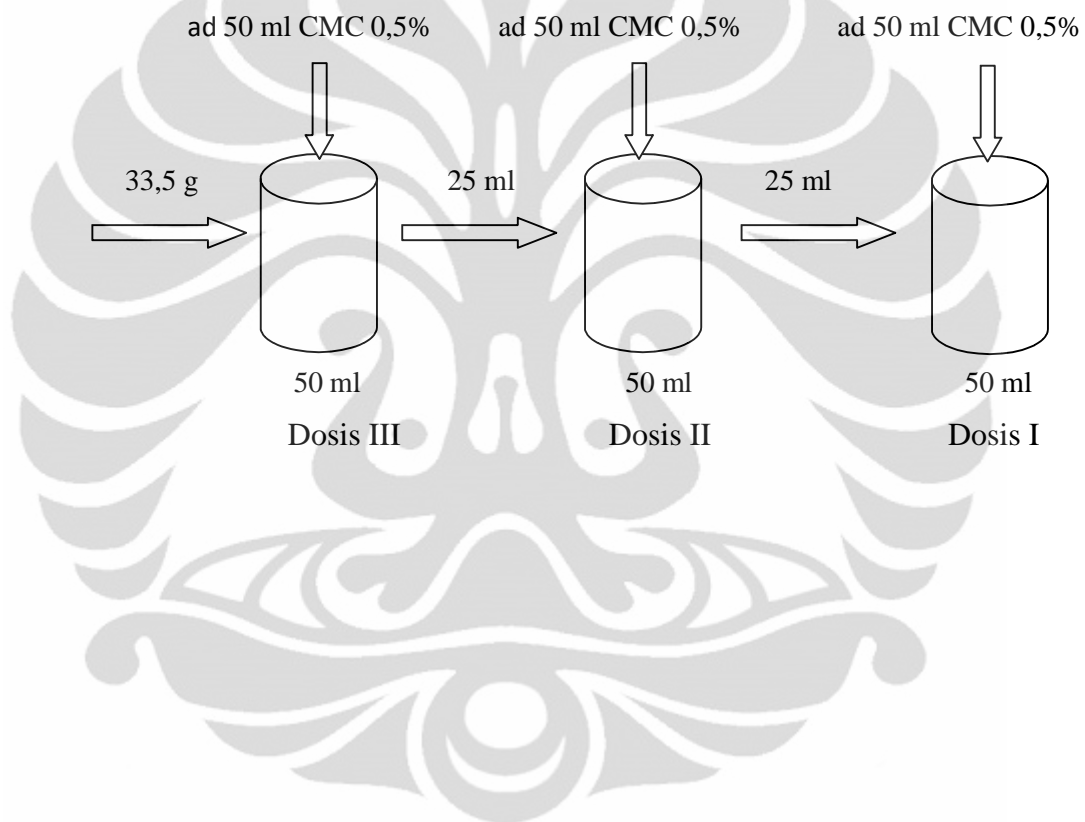 ad 50 ml CMC 0,5% ad 50 ml CMC 0,5% ad 50 ml CMC 0,5%
33,5 g 25 ml 25 ml
50 ml 50 ml 50 ml
Dosis III Dosis II Dosis I